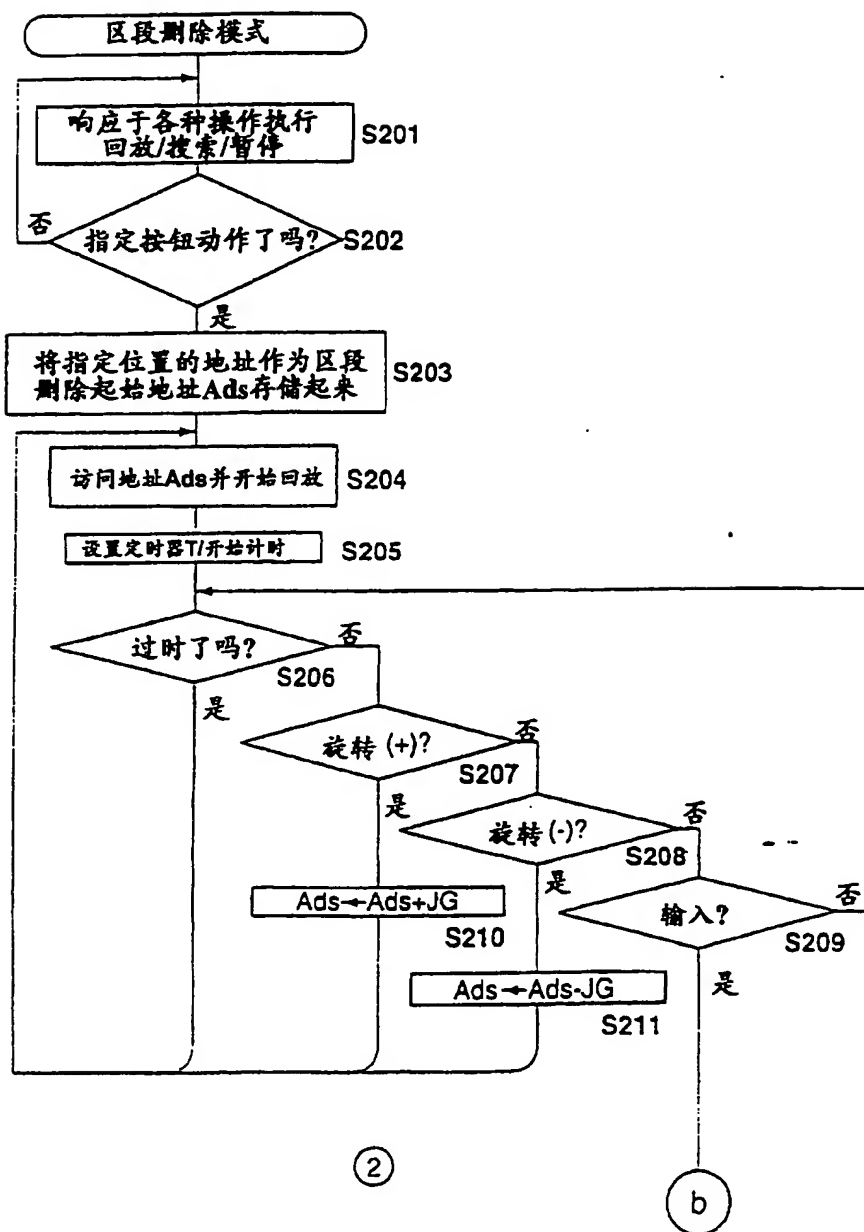 区段删除模式
响应于各种操作执行
回放/搜索/暂停
S201
否
指定按钮动作了吗?
S202
是
将指定位置的地址作为区段
删除起始地址Ads存储起来
S203
访问地址Ads并开始回放
S204
设置定时器T/开始计时
S205
过时了吗?
否
S206
是
旋转(+)?
否
S207
是
旋转(-)?
否
S208
是
输入?
否
S209
是
Ads←Ads+JG
S210
Ads←Ads-JG
S211
②
b